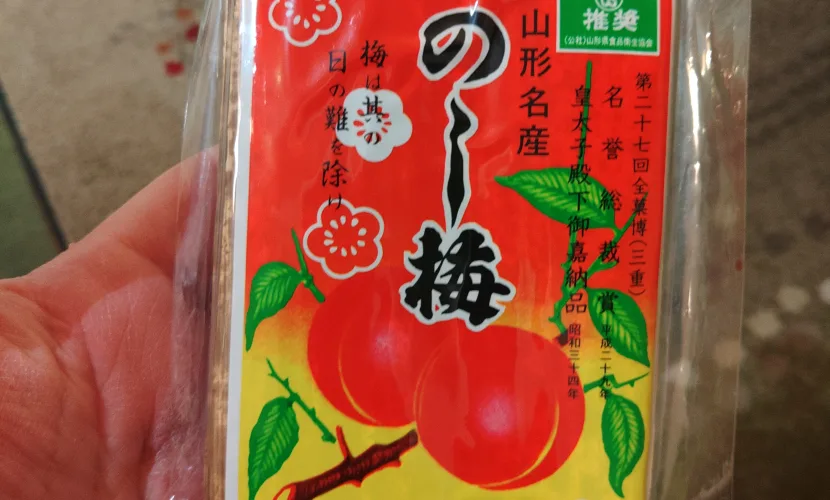 推奨
(公社)山形県食品衛生協会
第二十七回全菓博(三重)
名誉総裁賞 平成二十九年
皇太子殿下御嘉納品 昭和三十四年
山形名産
のし梅
梅は其の
日の難を除け